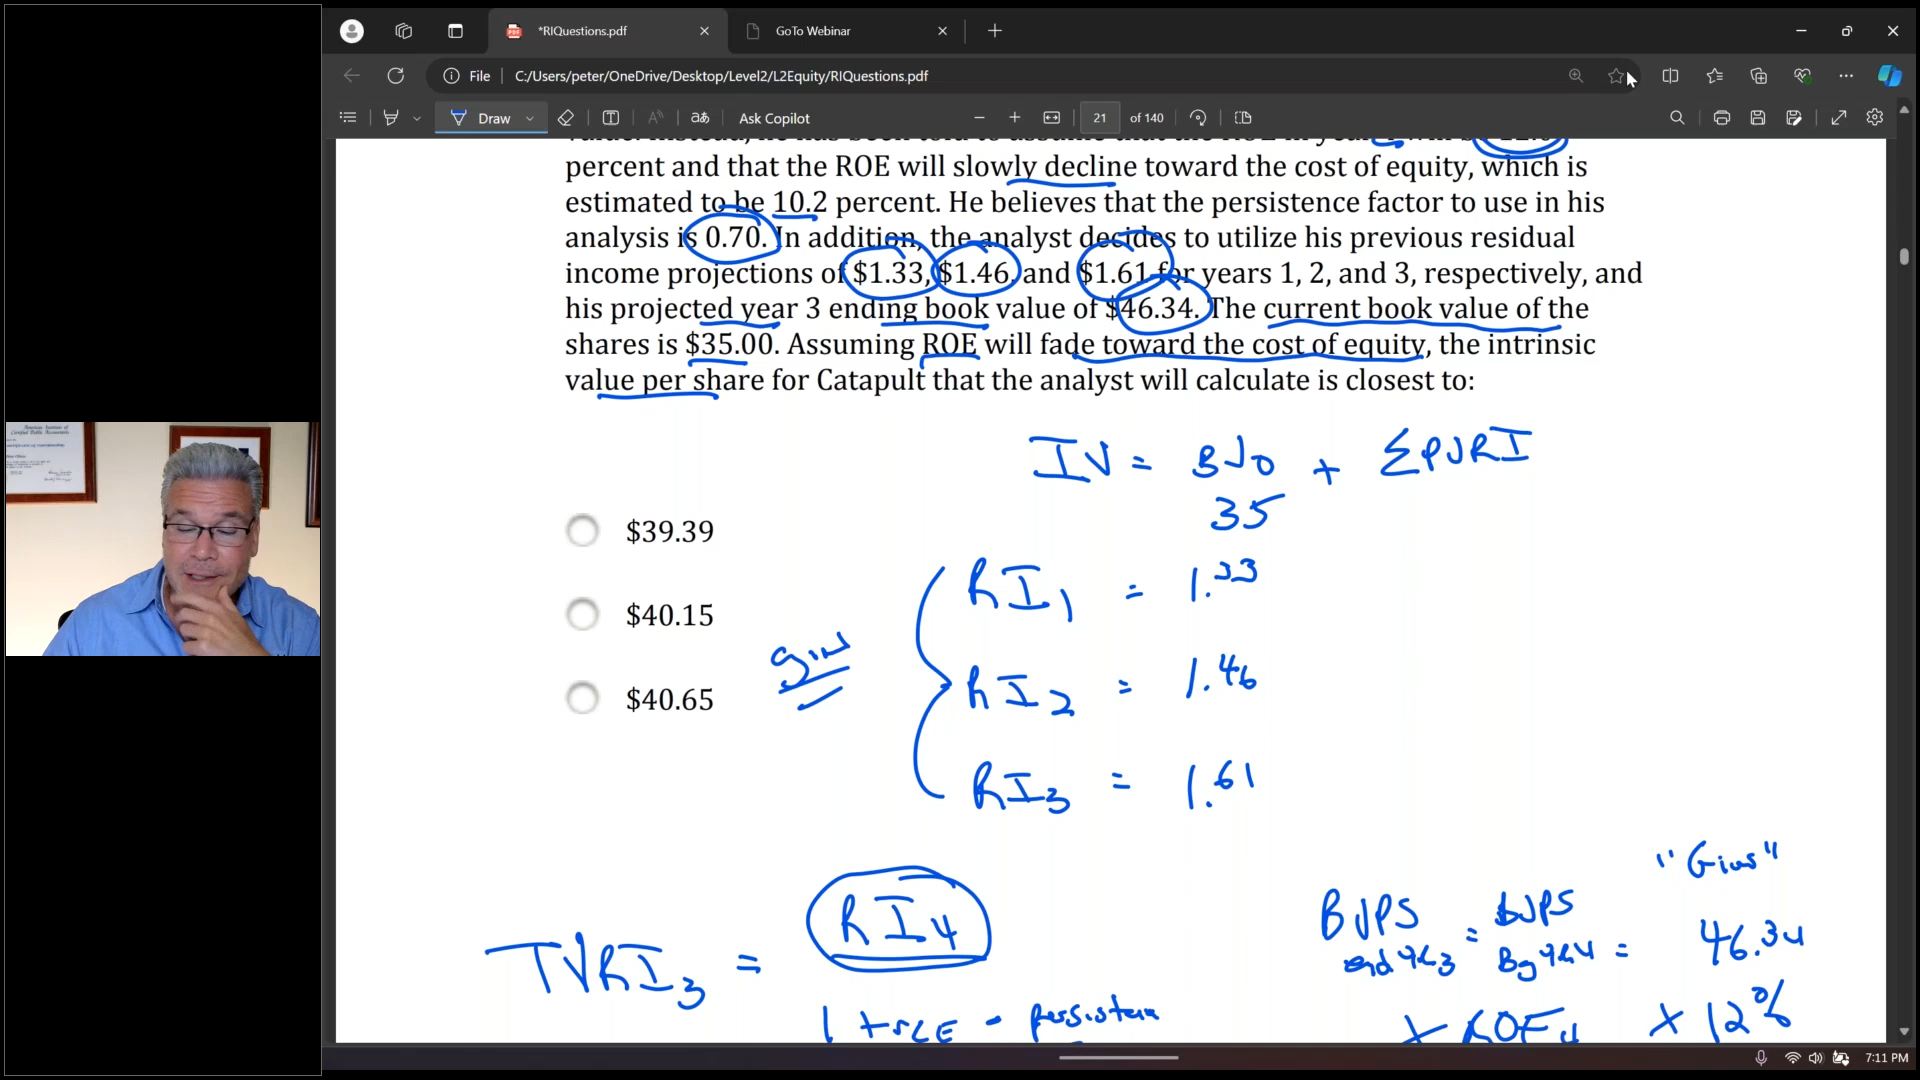 *RIQuestions.pdf
GoTo Webinar
File
C:/Users/peter/OneDrive/Desktop/Level2/L2Equity/RIQuestions.pdf
Draw
Ask Copilot
21 of 140
percent and that the ROE will slowly decline toward the cost of equity, which is
estimated to be 10.2 percent. He believes that the persistence factor to use in his
analysis is 0.70. In addition, the analyst decides to utilize his previous residual
income projections of $1.33, $1.46, and $1.61 for years 1, 2, and 3, respectively, and
his projected year 3 ending book value of $46.34. The current book value of the
shares is $35.00. Assuming ROE will fade toward the cost of equity, the intrinsic
value per share for Catapult that the analyst will calculate is closest to:
IV = BV0 + ΣPVRI
35
$39.39
$40.15
$40.65
RI1 = 1.33
RI2 = 1.46
RI3 = 1.61
TVRI3 = RI4
1 +
BVPS = BVPS
46.34
x 12%
7:11 PM